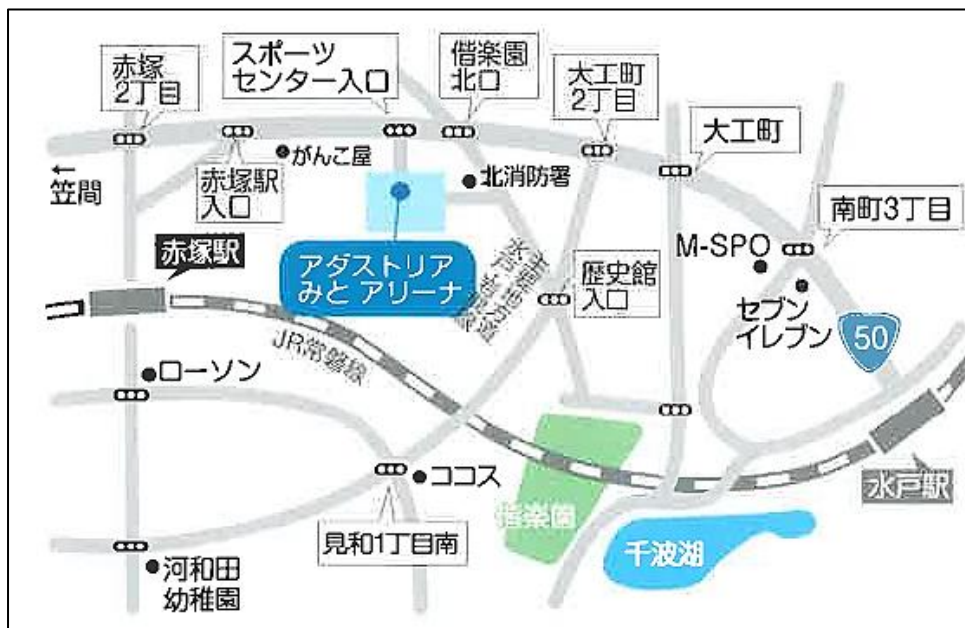 赤塚
2丁目
スポーツ
センター入口
偕楽園
北口
大工町
2丁目
大工町
←
笠間
赤塚駅
入口
がんこ屋
北消防署
南町3丁目
赤塚駅
アダストリア
みと アリーナ
主要地方道
歴史館
入口
M-SPO
セブン
イレブン
50
JR常磐線
ローソン
ココス
見和1丁目南
偕楽園
千波湖
水戸駅
河和田
幼稚園